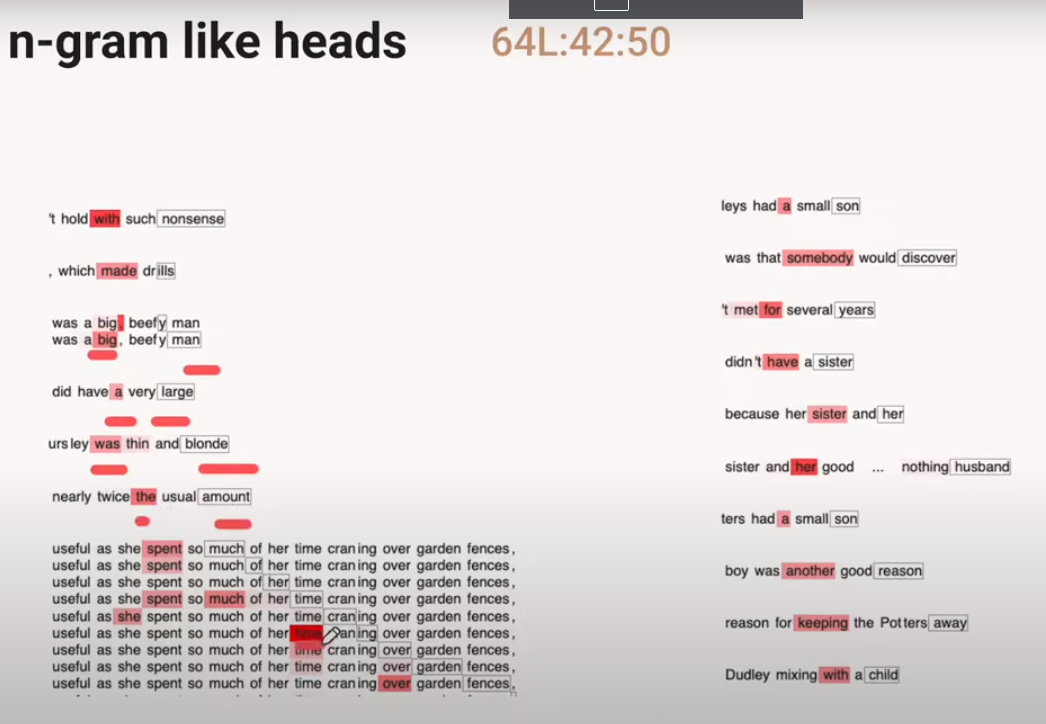 n-gram like heads
64L:42:50
't hold with such nonsense
, which made drills
was a big, beefy man
was a big, beefy man
did have a very large
ursley was thin and blonde
nearly twice the usual amount
useful as she spent so much of her time craning over garden fences,
useful as she spent so much of her time craning over garden fences,
useful as she spent so much of her time craning over garden fences,
useful as she spent so much of her time craning over garden fences,
useful as she spent so much of her time craning over garden fences,
useful as she spent so much of her time aning over garden fences,
useful as she spent so much of her time craning over garden fences,
useful as she spent so much of her time craning over garden fences,
useful as she spent so much of her time craning over garden fences,
leys had a small son
was that somebody would discover
't met for several years
didn't have a sister
because her sister and her
sister and her good ... nothing husband
ters had a small son
boy was another good reason
reason for keeping the Potters away
Dudley mixing with a child